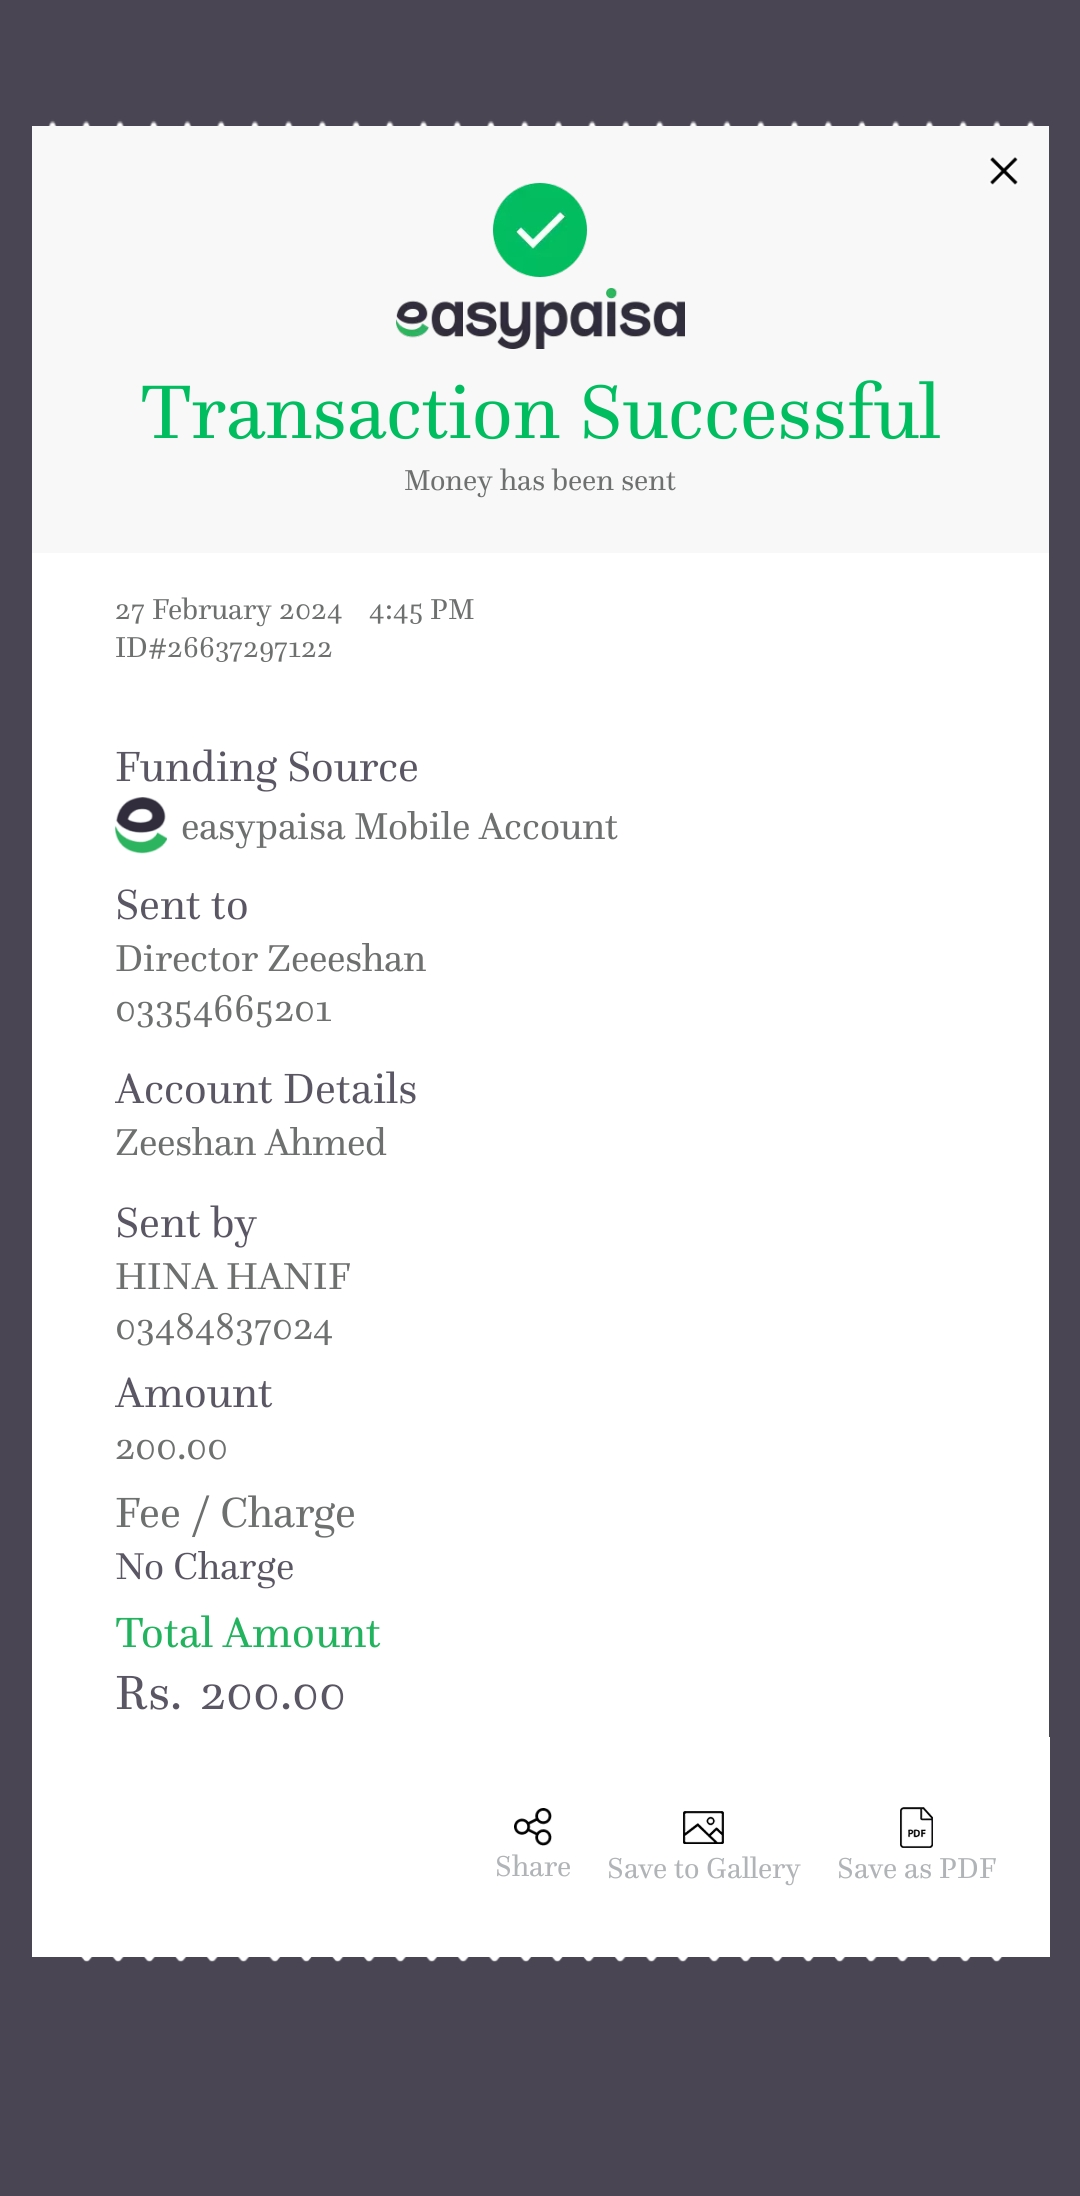 easypaisa
Transaction Successful
Money has been sent
27 February 2024 4:45 PM
ID#26637297122
Funding Source
easypaisa Mobile Account
Sent to
Director Zeeeshan
03354665201
Account Details
Zeeshan Ahmed
Sent by
HINA HANIF
03484837024
Amount
200.00
Fee / Charge
No Charge
Total Amount
Rs. 200.00
PDF
Share Save to Gallery Save as PDF